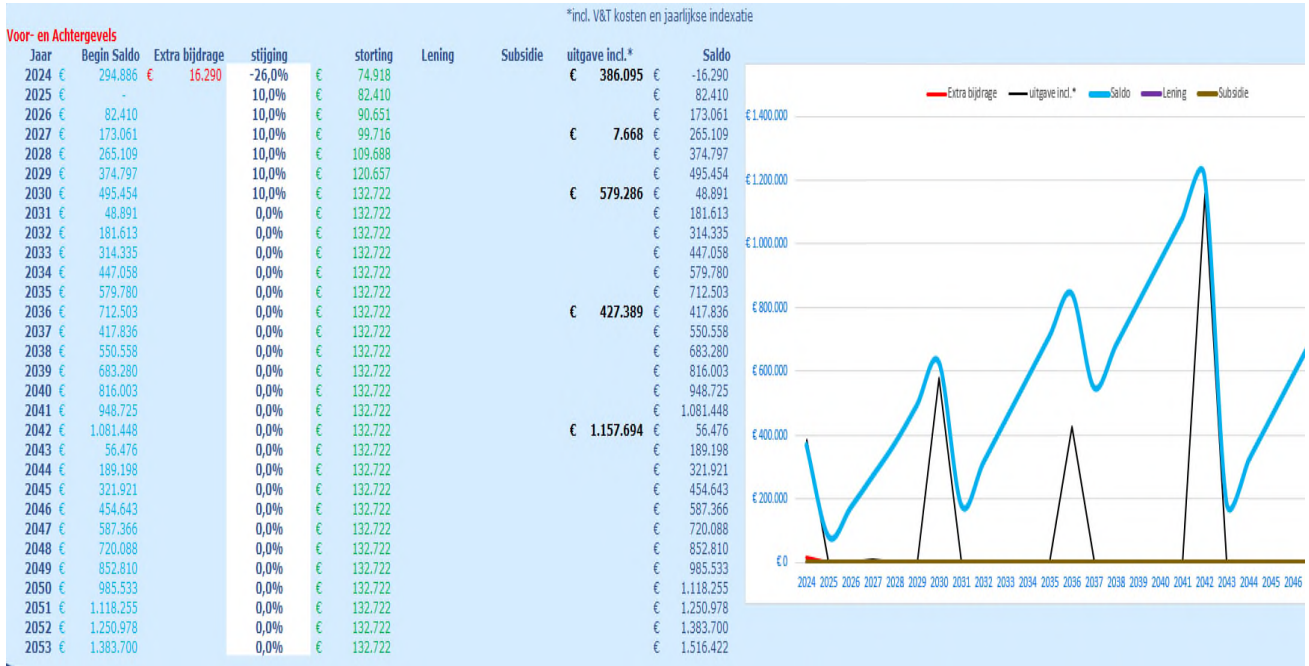 *incl. V&T kosten en jaarlijkse indexatie
Voor- en Achtergevels
Jaar Begin Saldo Extra bijdrage stijging storting Lening Subsidie uitgave incl.* Saldo
2024 € 294.886 € 16.290 -26,0% € 74.918 € 386.095 € -16.290
2025 € - 10,0% € 82.410 € 82.410
2026 € 82.410 10,0% € 90.651 € 173.061
2027 € 173.061 10,0% € 99.716 € 7.668 € 265.109
2028 € 265.109 10,0% € 109.688 € 374.797
2029 € 374.797 10,0% € 120.657 € 495.454
2030 € 495.454 10,0% € 132.722 € 579.286 € 48.891
2031 € 48.891 0,0% € 132.722 € 181.613
2032 € 181.613 0,0% € 132.722 € 314.335
2033 € 314.335 0,0% € 132.722 € 447.058
2034 € 447.058 0,0% € 132.722 € 579.780
2035 € 579.780 0,0% € 132.722 € 712.503
2036 € 712.503 0,0% € 132.722 € 427.389 € 417.836
2037 € 417.836 0,0% € 132.722 € 550.558
2038 € 550.558 0,0% € 132.722 € 683.280
2039 € 683.280 0,0% € 132.722 € 816.003
2040 € 816.003 0,0% € 132.722 € 948.725
2041 € 948.725 0,0% € 132.722 € 1.081.448
2042 € 1.081.448 0,0% € 132.722 € 1.157.694 € 56.476
2043 € 56.476 0,0% € 132.722 € 189.198
2044 € 189.198 0,0% € 132.722 € 321.921
2045 € 321.921 0,0% € 132.722 € 454.643
2046 € 454.643 0,0% € 132.722 € 587.366
2047 € 587.366 0,0% € 132.722 € 720.088
2048 € 720.088 0,0% € 132.722 € 852.810
2049 € 852.810 0,0% € 132.722 € 985.533
2050 € 985.533 0,0% € 132.722 € 1.118.255
2051 € 1.118.255 0,0% € 132.722 € 1.250.978
2052 € 1.250.978 0,0% € 132.722 € 1.383.700
2053 € 1.383.700 0,0% € 132.722 € 1.516.422
Extra bijdrage uitgave incl.* Saldo Lening Subsidie
€ 1.400.000
€ 1.200.000
€ 1.000.000
€ 800.000
€ 600.000
€ 400.000
€ 200.000
€ 0
2024 2025 2026 2027 2028 2029 2030 2031 2032 2033 2034 2035 2036 2037 2038 2039 2040 2041 2042 2043 2044 2045 2046